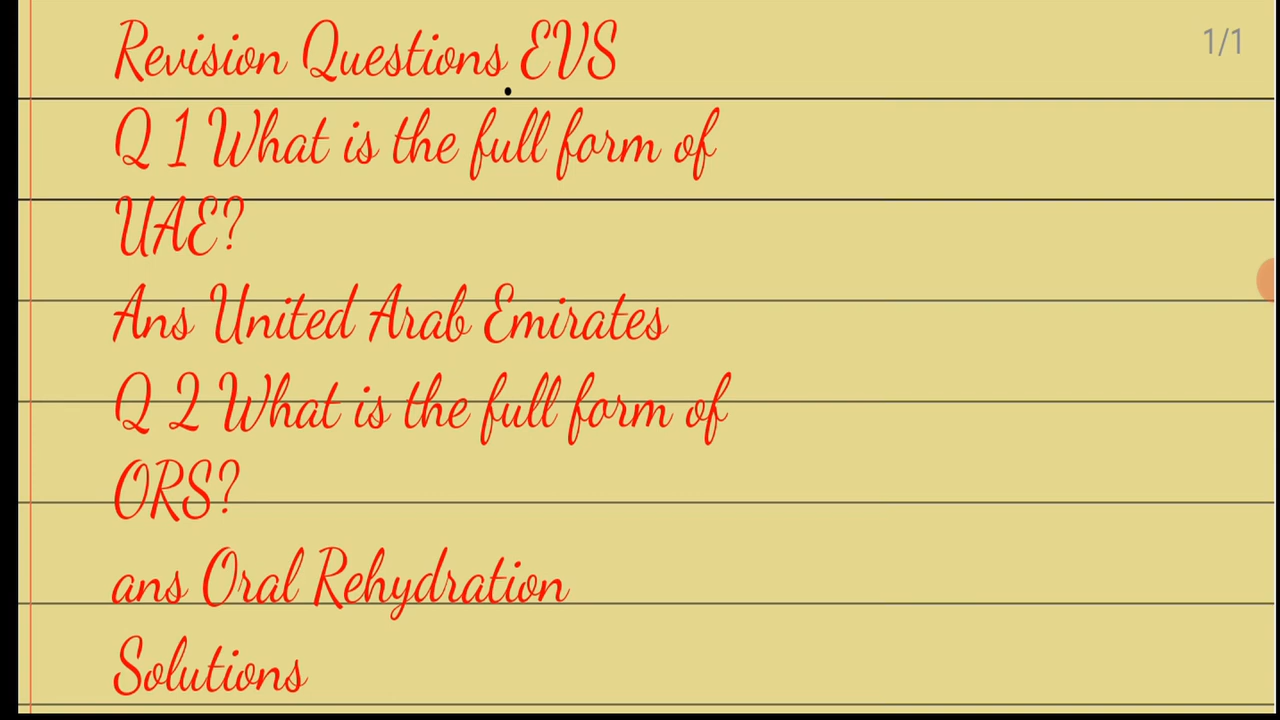 Revision Questions EVS
1/1
Q 1 What is the full form of
UAE?
Ans United Arab Emirates
Q 2 What is the full form of
ORS?
ans Oral Rehydration
Solutions